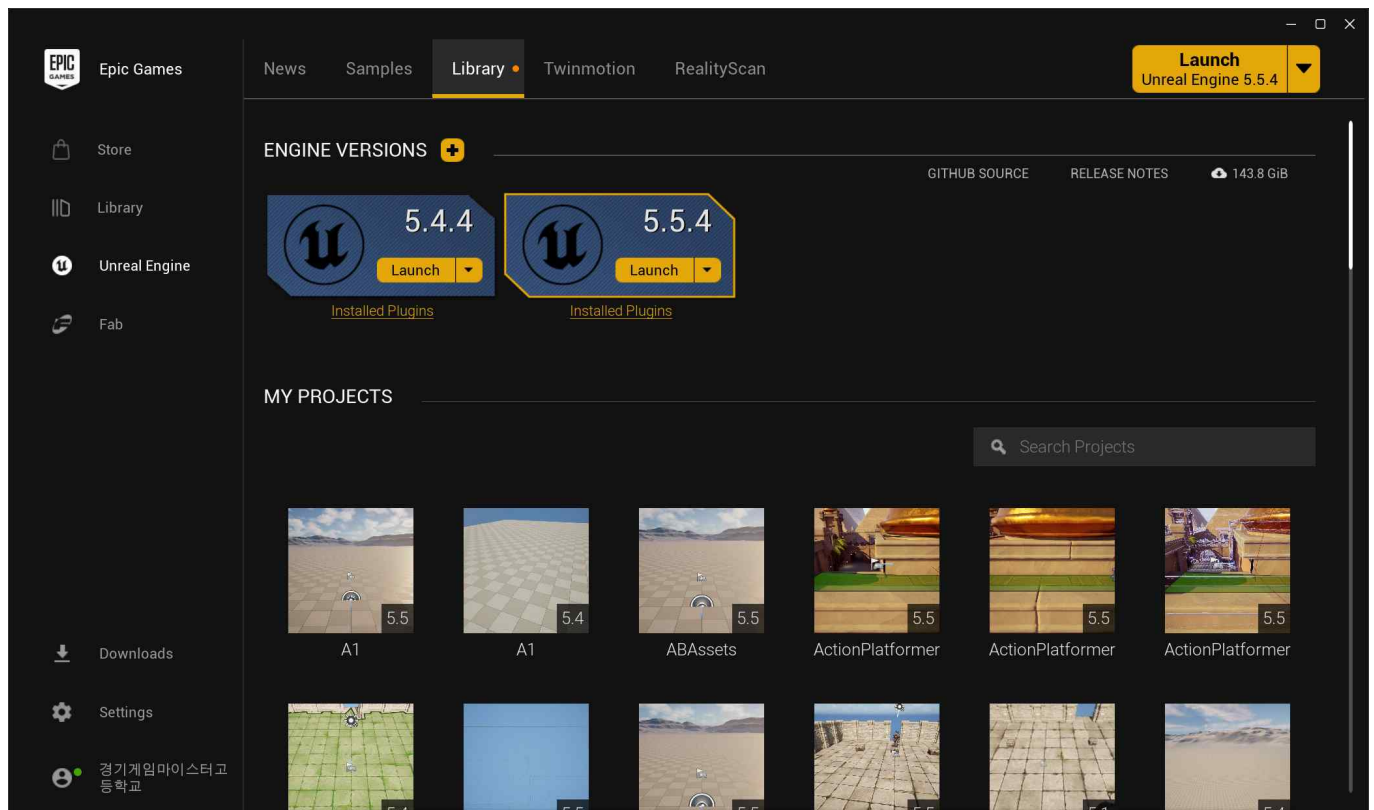 EPIC
GAMES
Epic Games
News
Samples
Library
Twinmotion
RealityScan
Launch
Unreal Engine 5.5.4
Store
Library
Unreal Engine
Fab
ENGINE VERSIONS
GITHUB SOURCE
RELEASE NOTES
143.8 GiB
5.4.4
Launch
Installed Plugins
5.5.4
Launch
Installed Plugins
MY PROJECTS
Search Projects
5.5
A1
5.4
A1
5.5
ABAssets
5.5
ActionPlatformer
5.5
ActionPlatformer
5.5
ActionPlatformer
Downloads
Settings
경기게임마이스터고
등학교